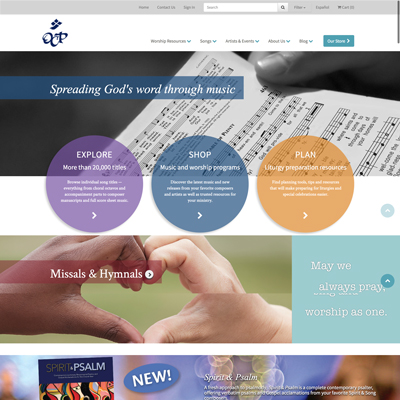 Home
Contact Us
Sign In
Search
Español
Cart (0)
OCP
Worship Resources
Songs
Artists & Events
About Us
Blog
Our Store
Spreading God's word through music
EXPLORE
More than 20,000 titles
Browse individual song titles —
everything from choral octavos and
accompaniment parts to composer
manuscripts and full score sheet music.
SHOP
Music and worship programs
Discover the latest music and new
releases from your favorite composers
and artists as well as trusted resources
for your ministry.
PLAN
Liturgy preparation resources
Find planning tools, tips and resources
that will make preparing for liturgies and
special celebrations easier.
Missals & Hymnals
May we
always pray,
worship as one.
SPIRIT & PSALM
NEW!
Spirit & Psalm
A fresh approach to psalmody, Spirit & Psalm is a complete contemporary psalter,
offering versatile psalms and Gospel acclamations from your favorite Spirit & Song